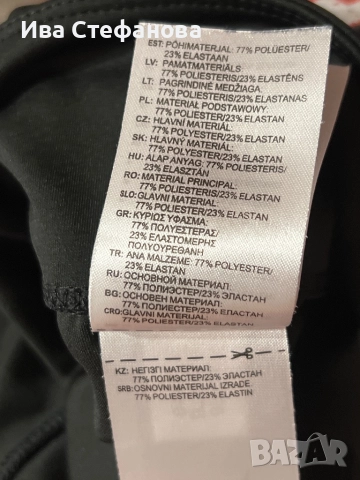 Ива Стефанова
EST: PÕHIMATERJAL: 77% POLÜESTER/
23% ELASTAAN
LV: PAMATMATERIĀLS:
77% POLIESTERIS/23% ELASTĒNS
LT: PAGRINDINĖ MEDŽIAGA:
77% POLIESTERIS/23% ELASTANAS
PL: MATERIAŁ PODSTAWOWY:
77% POLIESTER/23% ELASTAN
CZ: HLAVNÍ MATERIÁL:
77% POLYESTER/23% ELASTAN
SK: HLAVNÝ MATERIÁL:
77% POLYESTER/23% ELASTAN
HU: ALAP ANYAG: 77% POLIÉSZTER/
23% ELASZTÁN
RO: MATERIAL PRINCIPAL:
77% POLIESTER/23% ELASTAN
SLO: GLAVNI MATERIAL:
77% POLIESTER/23% ELASTAN
GR: ΚΥΡΙΩΣ ΥΦΑΣΜΑ:
77% ΠΟΛΥΕΣΤΕΡΑΣ/
23% ΕΛΑΣΤΟΜΕΡΗΣ
ΠΟΛΥΟΥΡΕΘΑΝΗ
TR: ANA MALZEME: 77% POLYESTER/
23% ELASTAN
RU: ОСНОВНОЙ МАТЕРИАЛ:
77% ПОЛИЭСТЕР/23% ЭЛАСТАН
BG: ОСНОВЕН МАТЕРИАЛ:
77% ПОЛИЕСТЕР/23% ЕЛАСТАН
CRO: GLAVNI MATERIJAL:
77% POLIESTER/23% ELASTAN
KZ: НЕГІЗГІ МАТЕРИАЛ:
77% ПОЛИЭСТЕР/23% ЭЛАСТАН
SRB: OSNOVNI MATERIJAL IZRADE:
77% POLIESTER/23% ELASTIN
BAZAR